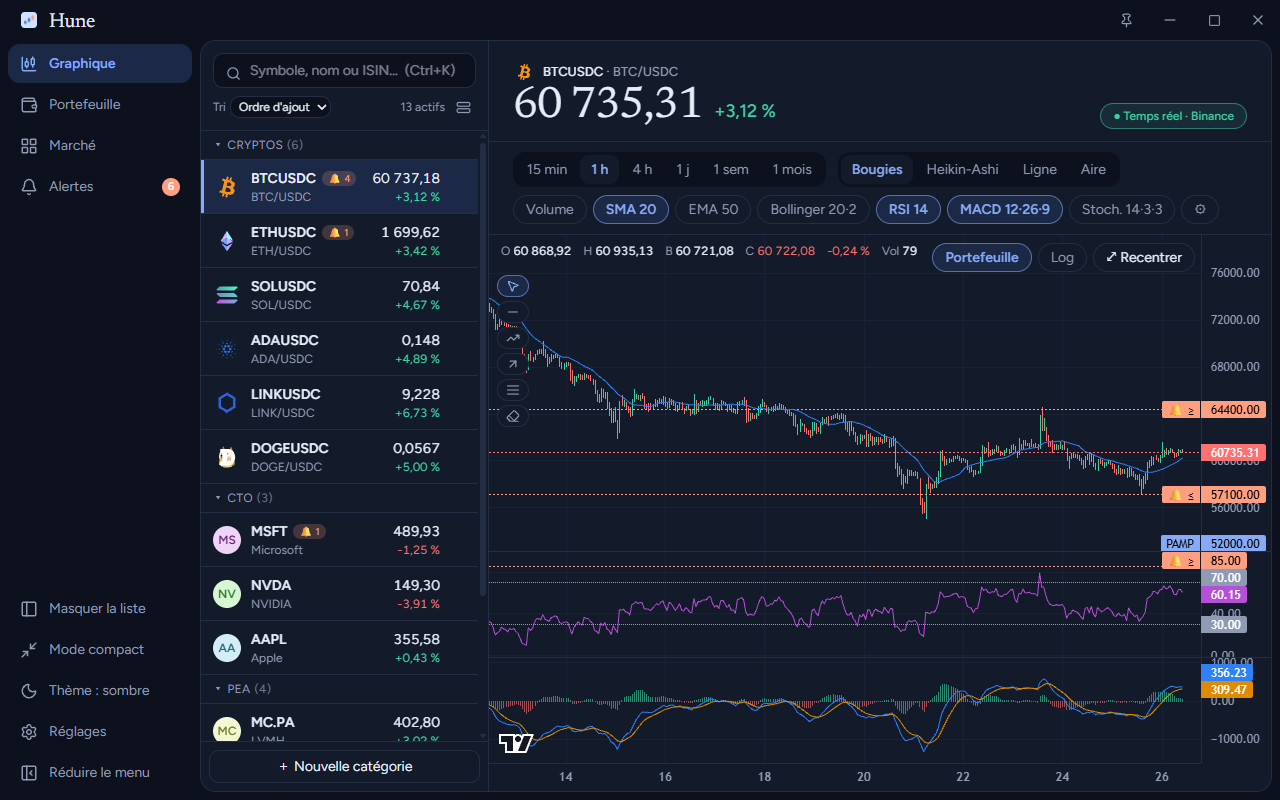 Hune
Graphique
Portefeuille
Marché
Alertes 6
Masquer la liste
Mode compact
Thème : sombre
Réglages
Réduire le menu
Symbole, nom ou ISIN… (Ctrl+K)
Tri Ordre d'ajout 13 actifs
CRYPTOS (6)
BTCUSDC 4 60 737,18
BTC/USDC +3,12 %
ETHUSDC 1 1 699,62
ETH/USDC +3,42 %
SOLUSDC 70,84
SOL/USDC +4,67 %
ADAUSDC 0,148
ADA/USDC +4,89 %
LINKUSDC 9,228
LINK/USDC +6,73 %
DOGEUSDC 0,0567
DOGE/USDC +5,00 %
CTO (3)
MS MSFT 1 489,93
Microsoft -1,25 %
NV NVDA 149,30
NVIDIA -3,91 %
AA AAPL 355,58
Apple +0,43 %
PEA (4)
MC MC.PA 402,80
LVMH +3,02 %
+ Nouvelle catégorie
BTCUSDC · BTC/USDC
60 735,31 +3,12 %
● Temps réel · Binance
15 min 1 h 4 h 1 j 1 sem 1 mois Bougies Heikin-Ashi Ligne Aire
Volume SMA 20 EMA 50 Bollinger 20·2 RSI 14 MACD 12·26·9 Stoch. 14·3·3
O 60 868,92 H 60 935,13 B 60 721,08 C 60 722,08 -0,24 % Vol 79
Portefeuille Log Recentrer
76000.00
72000.00
68000.00
≥ 64400.00
60735.31
60000.00
≤ 57100.00
56000.00
PAMP 52000.00
≥ 85.00
70.00
60.15
40.00
30.00
0.00
1000.00
356.23
309.47
0.00
−1000.00
14 16 18 20 22 24 26